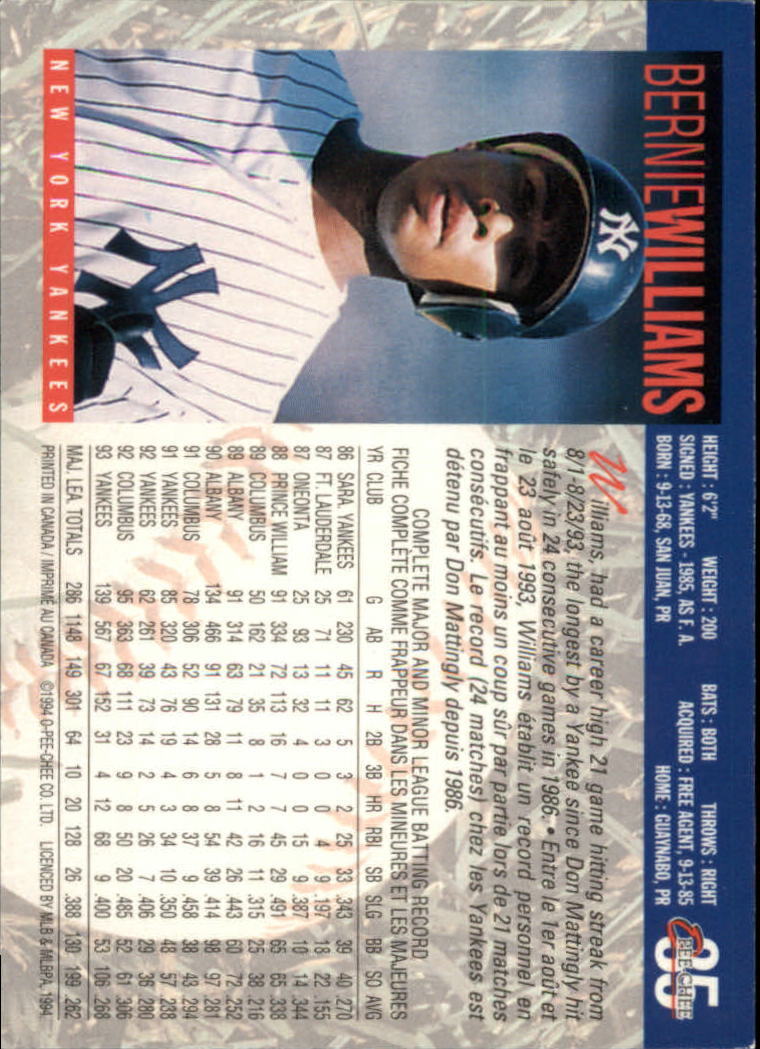 BERNIE WILLIAMS
HEIGHT : 6'2" WEIGHT : 200 BATS : BOTH THROWS : RIGHT
SIGNED : YANKEES - 1985, AS F. A. ACQUIRED : FREE AGENT, 9-13-85
BORN : 9-13-68, SAN JUAN, PR HOME : GUAYNABO, PR
85
O-PEE-CHEE
NY
NEW YORK YANKEES
Williams, had a career high 21 game hitting streak from
8/1-8/23/93, the longest by a Yankee since Don Mattingly hit
safely in 24 consecutive games in 1986. • Entre le 1er août et
le 23 août 1993, Williams établit un record personnel en
frappant au moins un coup sûr par partie lors de 21 matches
consécutifs. Le record (24 matches) chez les Yankees est
détenu par Don Mattingly depuis 1986.
COMPLETE MAJOR AND MINOR LEAGUE BATTING RECORD
FICHE COMPLÈTE COMME FRAPPEUR DANS LES MINEURES ET LES MAJEURES
YR CLUB G AB R H 2B 3B HR RBI SB SLG BB SO AVG
86 SARA. YANKEES 61 230 45 62 5 3 2 25 33 .343 39 40 .270
87 FT. LAUDERDALE 25 71 11 11 3 0 0 4 9 .197 18 22 .155
87 ONEONTA 25 93 13 32 4 0 0 15 9 .387 10 14 .344
88 PRINCE WILLIAM 91 334 72 113 16 7 7 45 29 .491 65 65 .338
89 COLUMBUS 50 162 21 35 8 1 2 16 11 .315 25 38 .216
89 ALBANY 91 314 63 79 11 8 11 42 26 .443 60 72 .252
90 ALBANY 134 466 91 131 28 5 8 54 39 .414 98 97 .281
91 COLUMBUS 78 306 52 90 14 6 8 37 9 .458 38 43 .294
91 YANKEES 85 320 43 76 19 4 3 34 10 .350 48 57 .238
92 YANKEES 62 261 39 73 14 2 5 26 7 .406 29 36 .280
92 COLUMBUS 95 363 68 111 23 9 8 50 20 .485 52 61 .306
93 YANKEES 139 567 67 152 31 4 12 68 9 .400 53 106 .268
MAJ. LEA. TOTALS 286 1148 149 301 64 10 20 128 26 .388 130 199 .262
PRINTED IN CANADA / IMPRIMÉ AU CANADA ©1994 O-PEE-CHEE CO. LTD. LICENCED BY MLB & MLBPA, 1994